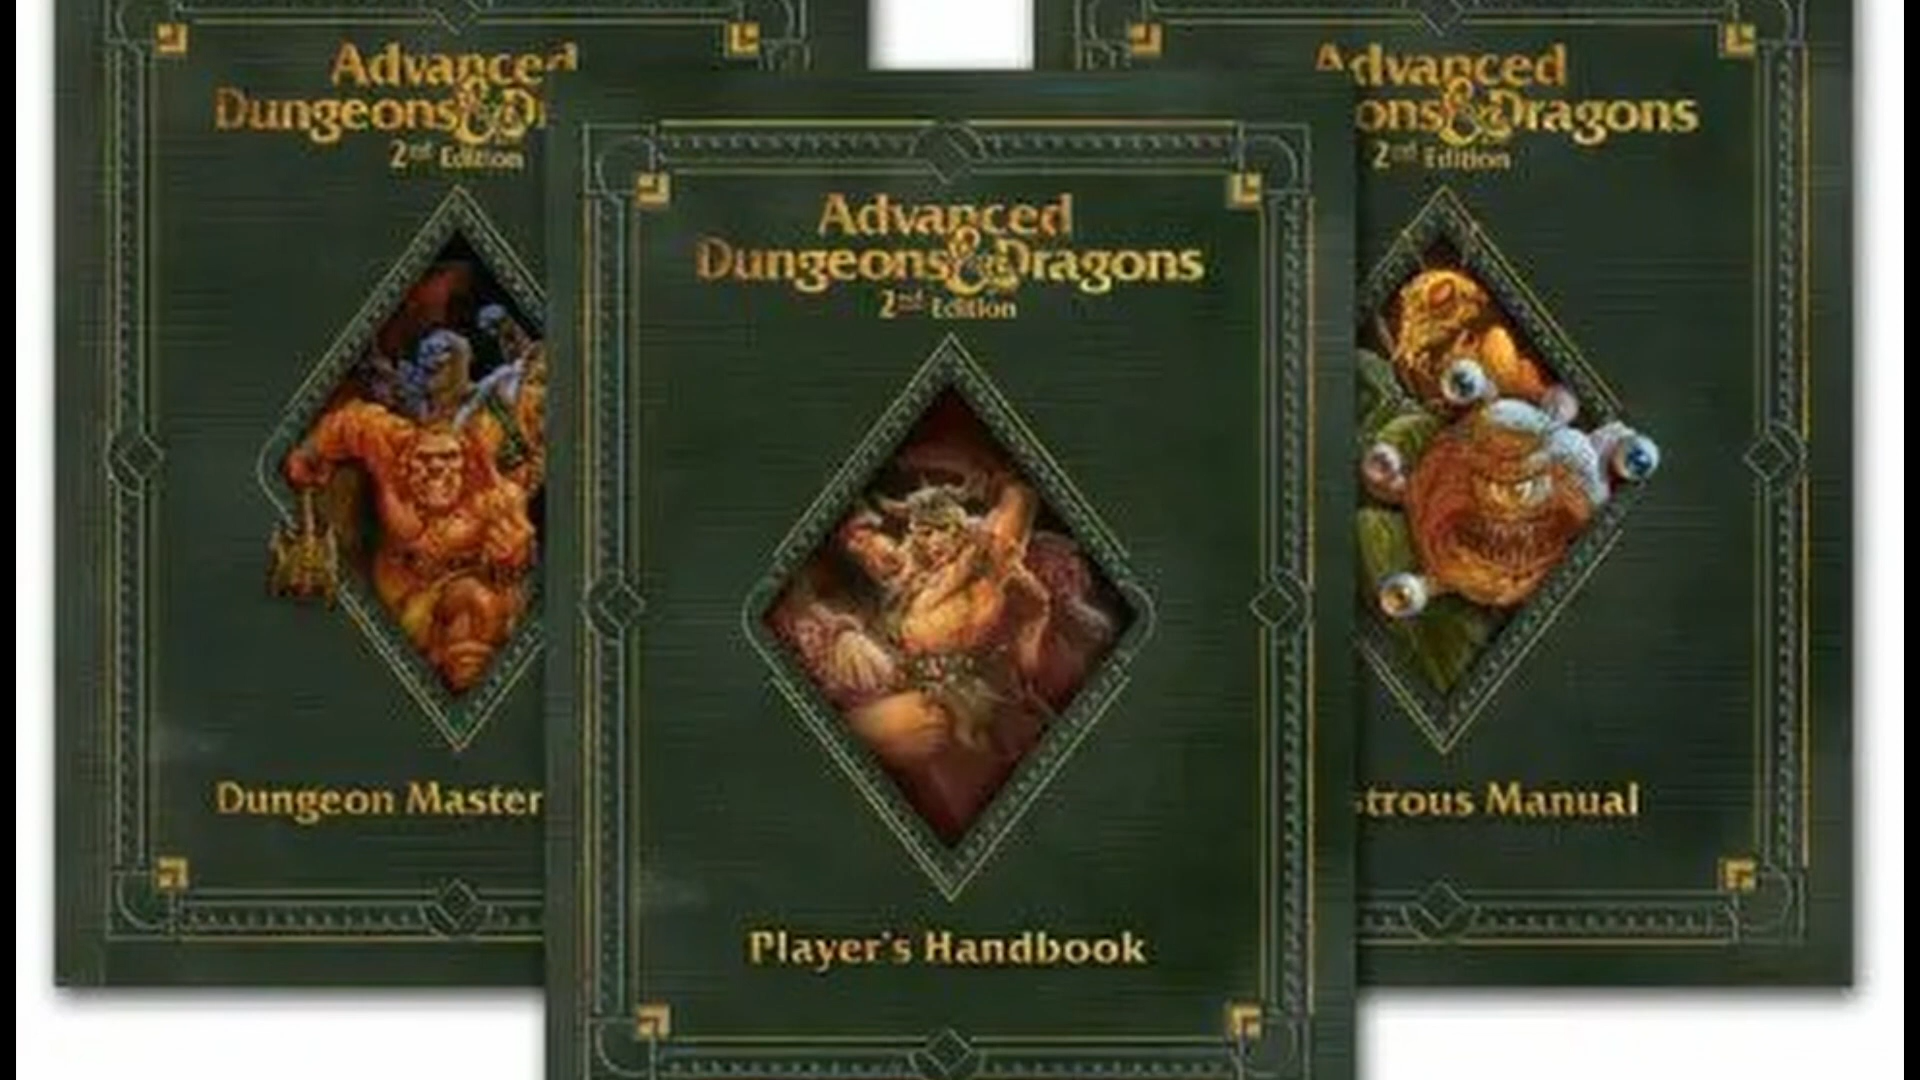 Advanced
Dungeons & D
2nd Edition
Dungeon Master
Advanced
Dungeons & Dragons
2nd Edition
Player's Handbook
Advanced
ons & Dragons
2nd Edition
strous Manual